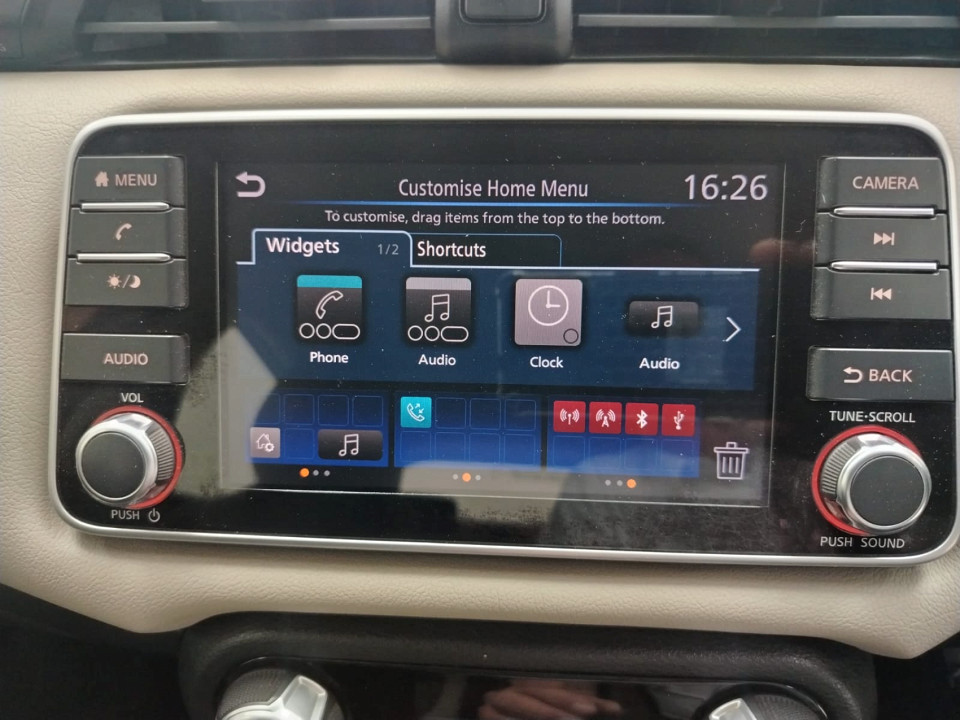 MENU
AUDIO
VOL
PUSH
Customise Home Menu
16:26
To customise, drag items from the top to the bottom.
Widgets 1/2 Shortcuts
Phone Audio Clock Audio
CAMERA
BACK
TUNE·SCROLL
PUSH SOUND